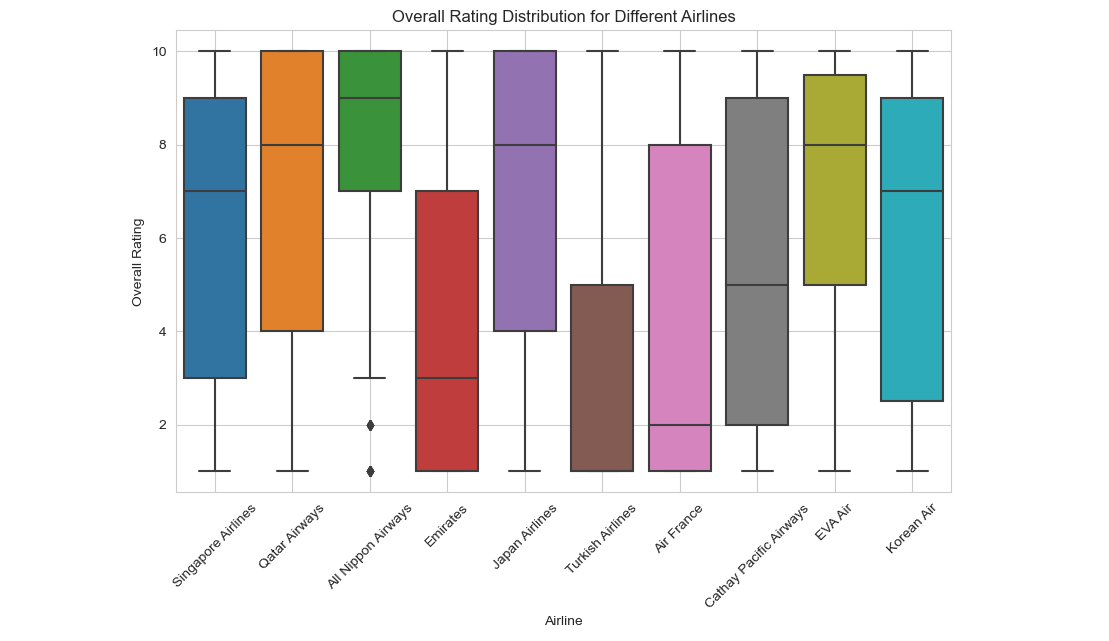 Overall Rating Distribution for Different Airlines
Overall Rating
10
8
6
4
2
Singapore Airlines
Qatar Airways
All Nippon Airways
Emirates
Japan Airlines
Turkish Airlines
Air France
Cathay Pacific Airways
EVA Air
Korean Air
Airline